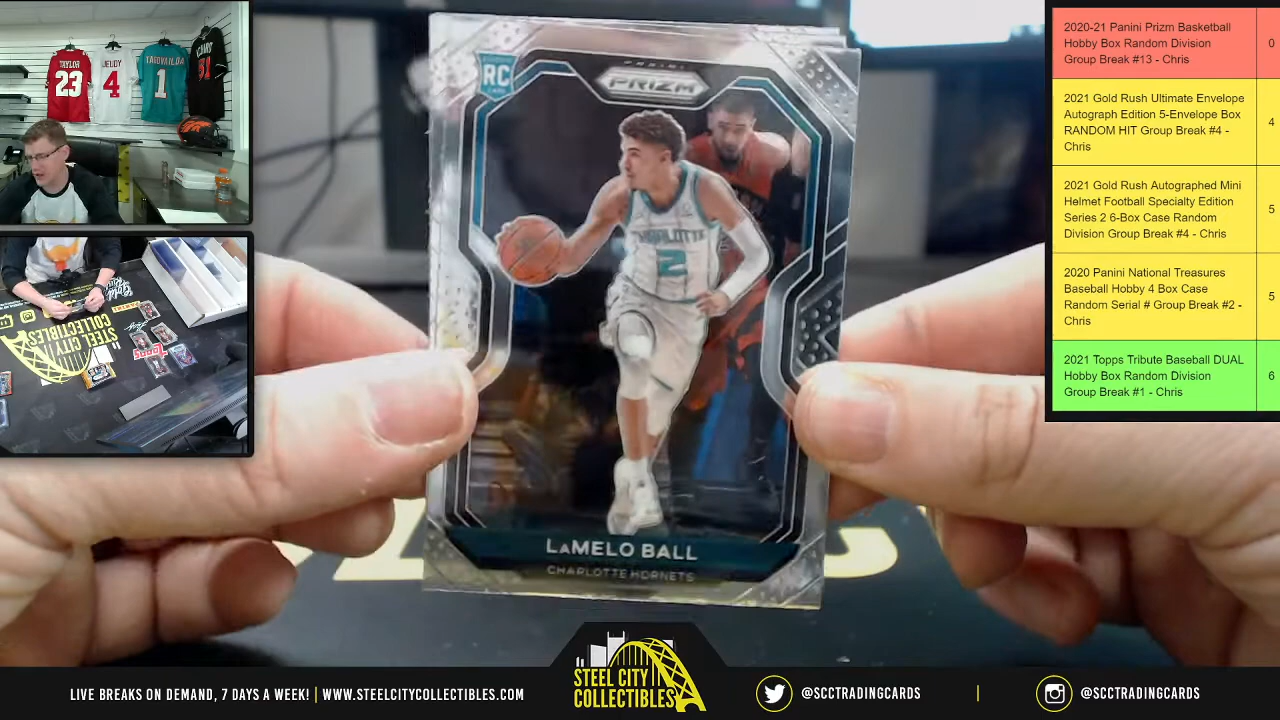 TAYLOR
23
JEUDY
4
TAGOVAILOA
1
31
STEEL CITY
COLLECTIBLES
Topps
RC
PANINI
PRIZM
CHARLOTTE
2
LaMELO BALL
CHARLOTTE HORNETS
2020-21 Panini Prizm Basketball
Hobby Box Random Division
Group Break #13 - Chris
0
2021 Gold Rush Ultimate Envelope
Autograph Edition 5-Envelope Box
RANDOM HIT Group Break #4 -
Chris
4
2021 Gold Rush Autographed Mini
Helmet Football Specialty Edition
Series 2 6-Box Case Random
Division Group Break #4 - Chris
5
2020 Panini National Treasures
Baseball Hobby 4 Box Case
Random Serial # Group Break #2 -
Chris
5
2021 Topps Tribute Baseball DUAL
Hobby Box Random Division
Group Break #1 - Chris
6
LIVE BREAKS ON DEMAND, 7 DAYS A WEEK! | WWW.STEELCITYCOLLECTIBLES.COM
STEEL CITY
COLLECTIBLES
@SCCTRADINGCARDS
|
@SCCTRADINGCARDS